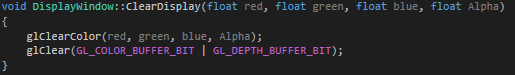 void DisplayWindow::ClearDisplay(float red, float green, float blue, float Alpha)
{
    glClearColor(red, green, blue, Alpha);
    glClear(GL_COLOR_BUFFER_BIT | GL_DEPTH_BUFFER_BIT);
}